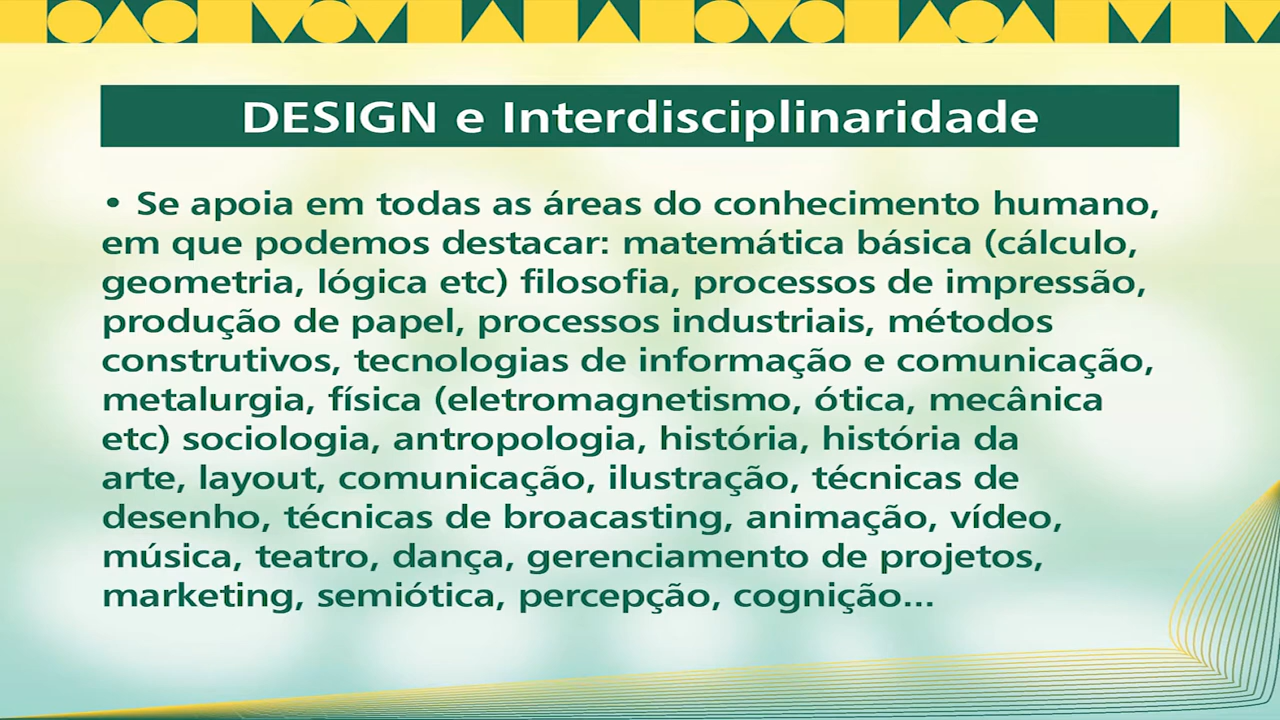 DESIGN e Interdisciplinaridade
• Se apoia em todas as áreas do conhecimento humano,
em que podemos destacar: matemática básica (cálculo,
geometria, lógica etc) filosofia, processos de impressão,
produção de papel, processos industriais, métodos
construtivos, tecnologias de informação e comunicação,
metalurgia, física (eletromagnetismo, ótica, mecânica
etc) sociologia, antropologia, história, história da
arte, layout, comunicação, ilustração, técnicas de
desenho, técnicas de broacasting, animação, vídeo,
música, teatro, dança, gerenciamento de projetos,
marketing, semiótica, percepção, cognição...